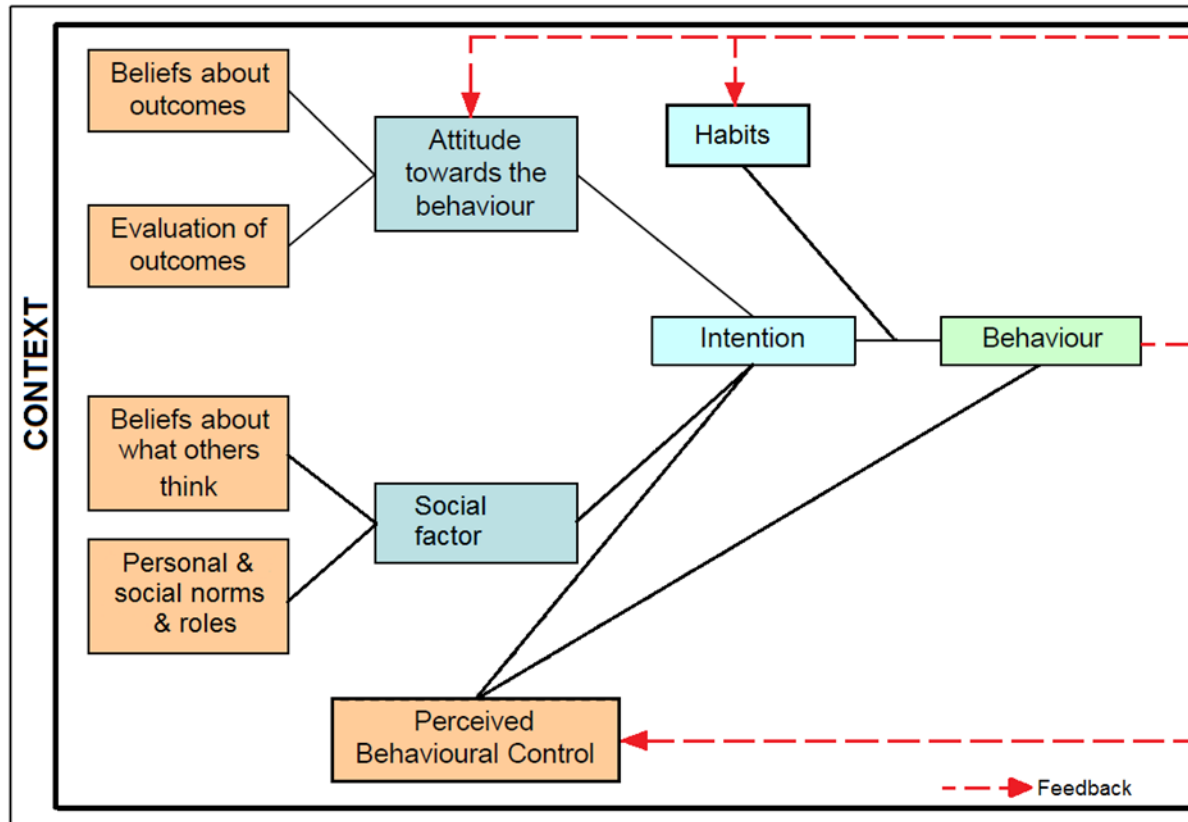 CONTEXT
Beliefs about
outcomes
Evaluation of
outcomes
Attitude
towards the
behaviour
Habits
Intention
Behaviour
Beliefs about
what others
think
Personal &
social norms
& roles
Social
factor
Perceived
Behavioural Control
Feedback